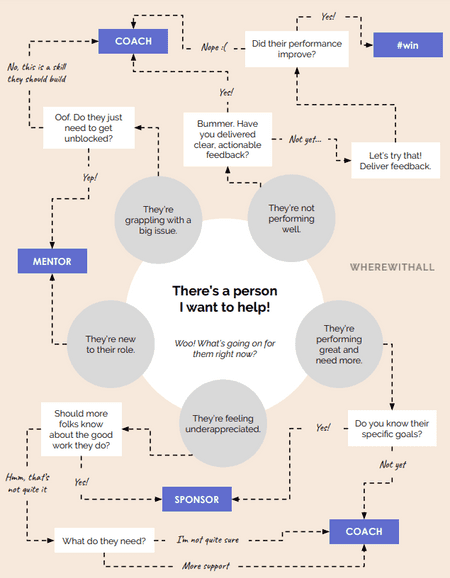 Yes!
COACH
Nope :(
Did their performance
improve?
#win
No, this is a skill
they should build
Yes!
Oof. Do they just
need to get
unblocked?
Bummer. Have
you delivered
clear, actionable
feedback?
Not yet...
Let's try that!
Deliver feedback.
Yep!
They're
grappling with a
big issue.
They're not
performing
well.
MENTOR
WHEREWITHALL
There's a person
I want to help!
Woo! What's going on for
them right now?
They're new
to their role.
They're
performing
great and
need more.
They're feeling
underappreciated.
Should more
folks know
about the good
work they do?
Yes!
Do you know their
specific goals?
Not yet
Hmm, that's
not quite it
Yes!
SPONSOR
COACH
What do they need?
I'm not quite sure
More support